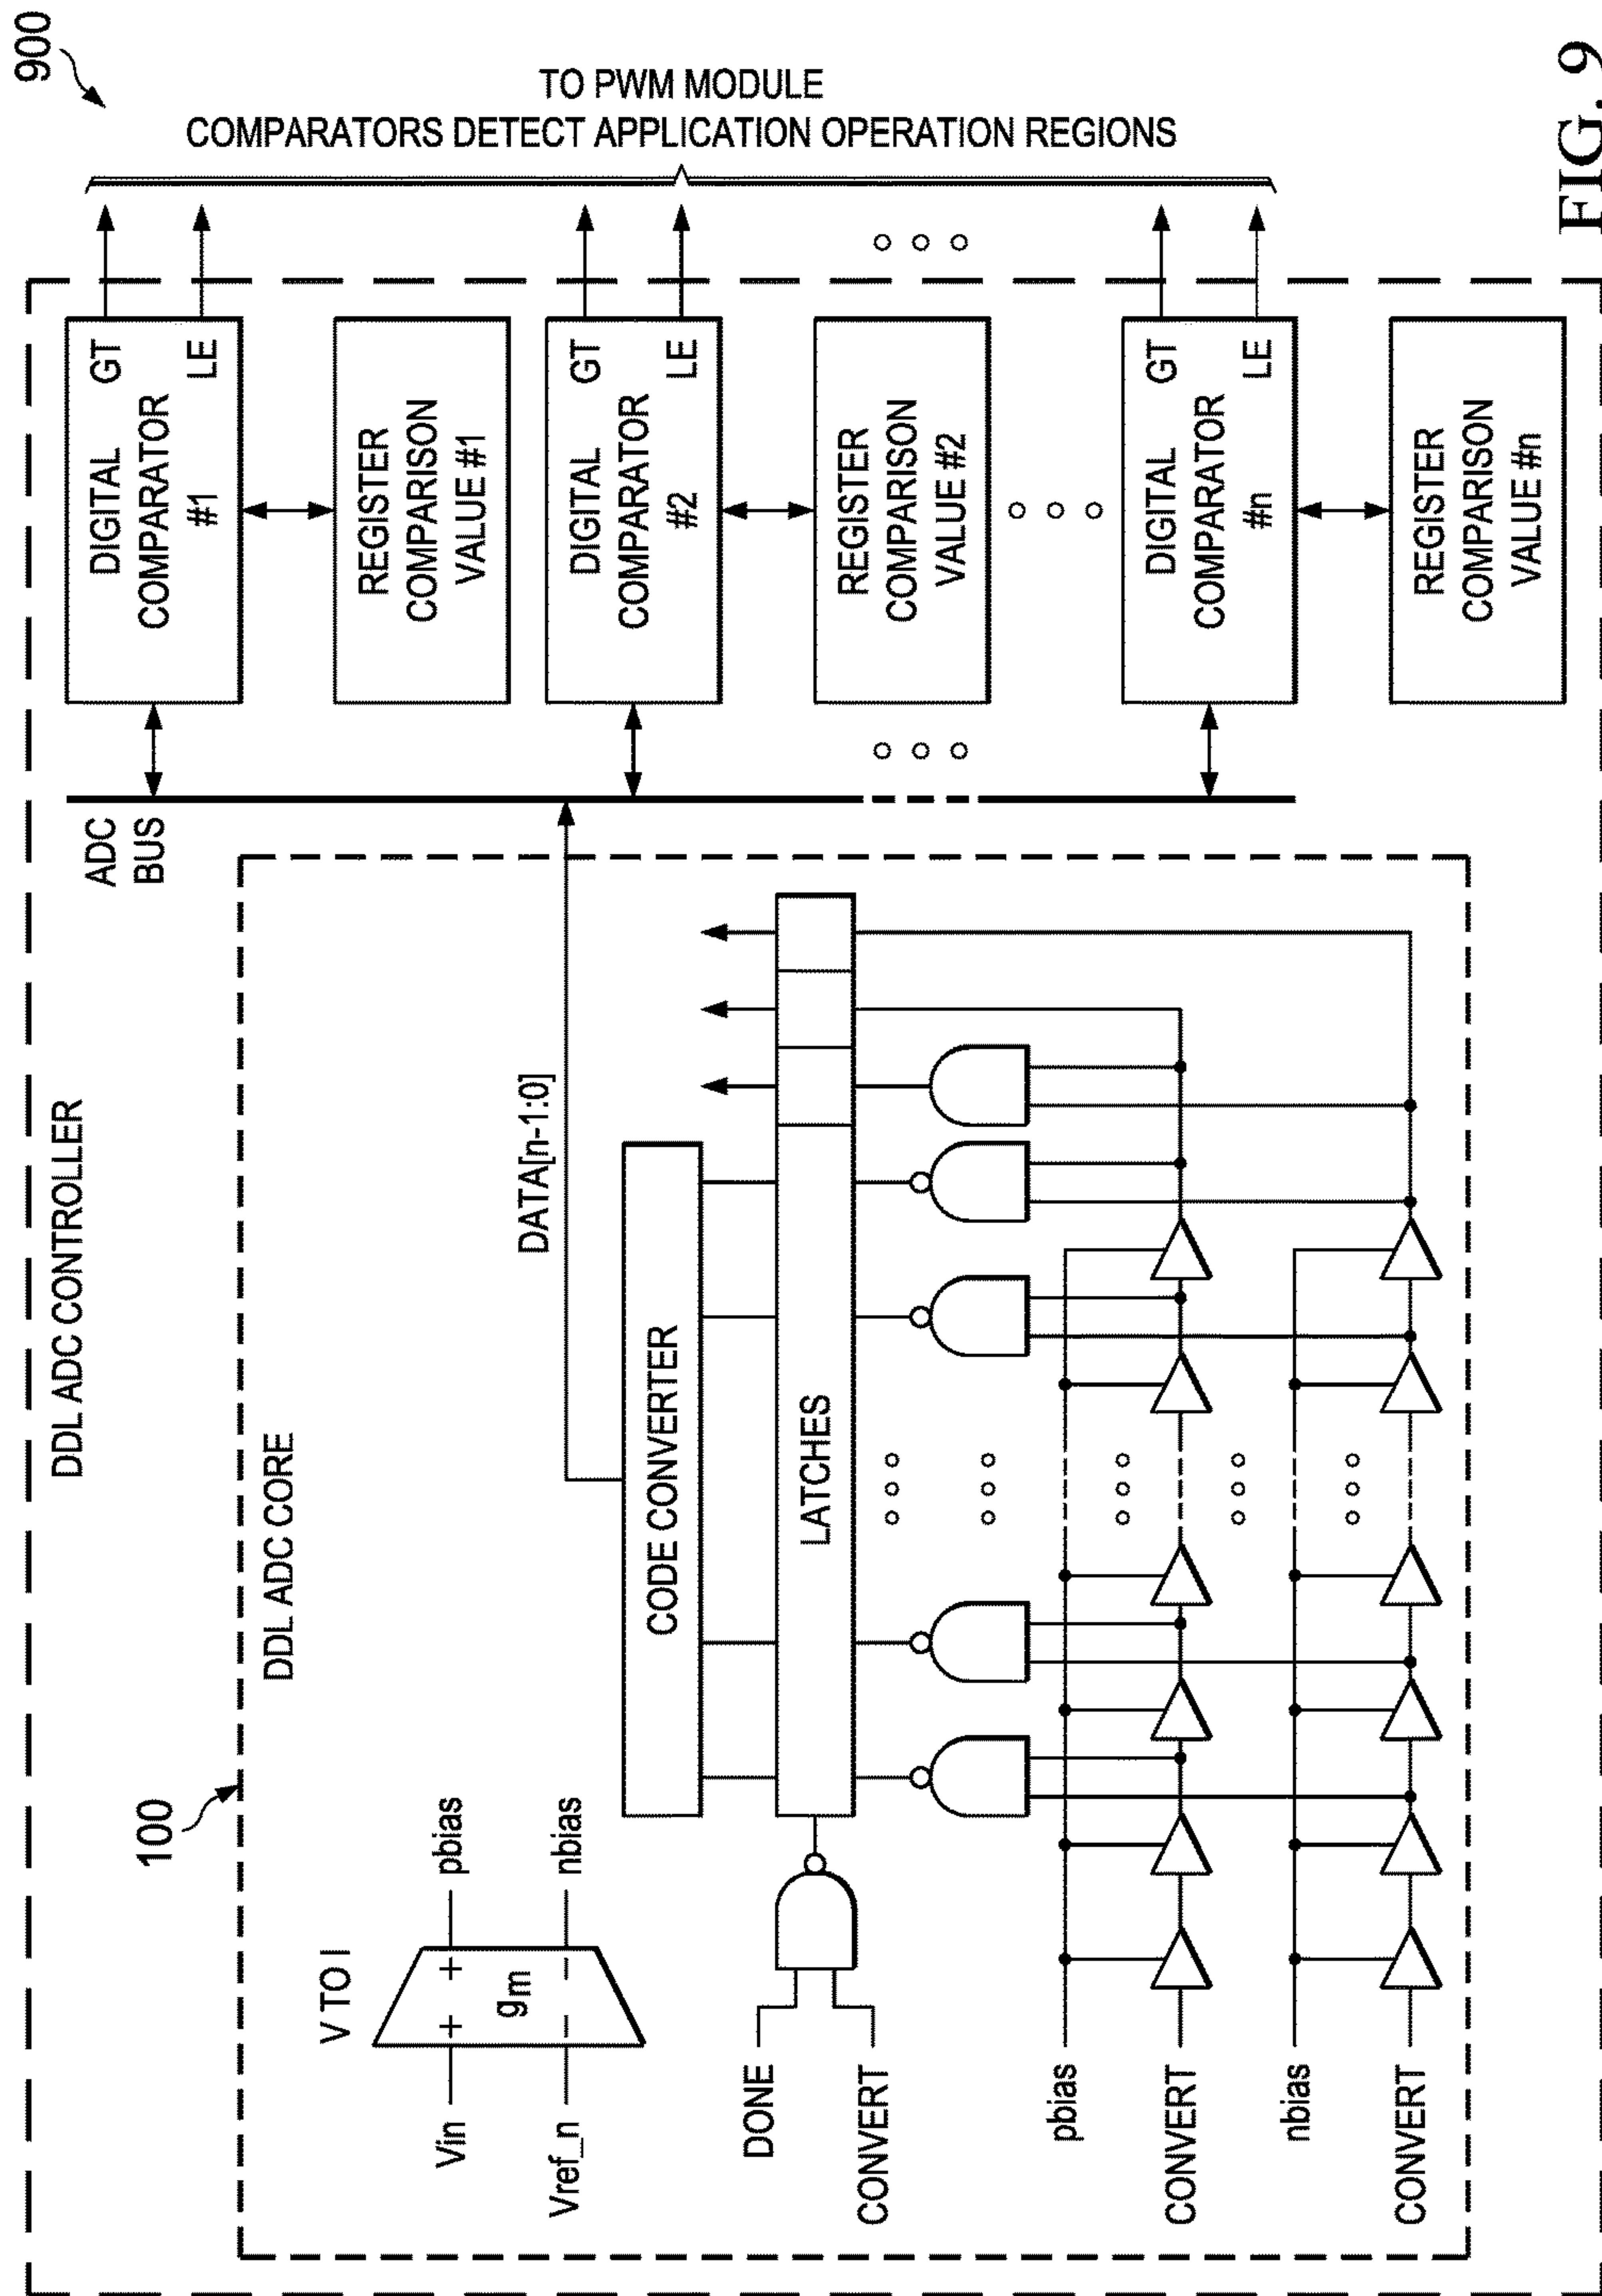 900
TO PWM MODULE
COMPARATORS DETECT APPLICATION OPERATION REGIONS
DDL ADC CONTROLLER
ADC
BUS
DIGITAL
COMPARATOR
#1
GT
LE
REGISTER
COMPARISON
VALUE #1
DIGITAL
COMPARATOR
#2
GT
LE
REGISTER
COMPARISON
VALUE #2
DIGITAL
COMPARATOR
#n
GT
LE
REGISTER
COMPARISON
VALUE #n
100
DDL ADC CORE
V TO I
Vin
Vref_n
+ +
gm
– –
pbias
nbias
CODE CONVERTER
DATA[n-1:0]
LATCHES
DONE
CONVERT
pbias
CONVERT
nbias
CONVERT
FIG. 9